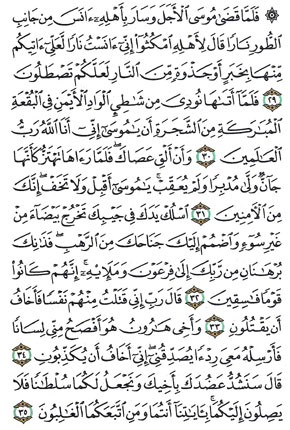 ۞ فَلَمَّا قَضَىٰ مُوسَى ٱلْأَجَلَ وَسَارَ بِأَهْلِهِۦٓ ءَانَسَ مِن جَانِبِ
ٱلطُّورِ نَارًا قَالَ لِأَهْلِهِ ٱمْكُثُوٓا۟ إِنِّىٓ ءَانَسْتُ نَارًا لَّعَلِّىٓ ءَاتِيكُم
مِّنْهَا بِخَبَرٍ أَوْ جَذْوَةٍ مِّنَ ٱلنَّارِ لَعَلَّكُمْ تَصْطَلُونَ
٢٩ فَلَمَّآ أَتَىٰهَا نُودِىَ مِن شَـٰطِئِ ٱلْوَادِ ٱلْأَيْمَنِ فِى ٱلْبُقْعَةِ
ٱلْمُبَـٰرَكَةِ مِنَ ٱلشَّجَرَةِ أَن يَـٰمُوسَىٰٓ إِنِّىٓ أَنَا ٱللَّهُ رَبُّ
ٱلْعَـٰلَمِينَ ٣٠ وَأَنْ أَلْقِ عَصَاكَ ۖ فَلَمَّا رَءَاهَا تَهْتَزُّ كَأَنَّهَا
جَآنٌّ وَلَّىٰ مُدْبِرًا وَلَمْ يُعَقِّبْ ۚ يَـٰمُوسَىٰٓ أَقْبِلْ وَلَا تَخَفْ ۖ إِنَّكَ
مِنَ ٱلْـَٔامِنِينَ ٣١ ٱسْلُكْ يَدَكَ فِى جَيْبِكَ تَخْرُجْ بَيْضَآءَ مِنْ
غَيْرِ سُوٓءٍ وَٱضْمُمْ إِلَيْكَ جَنَاحَكَ مِنَ ٱلرَّهْبِ ۖ فَذَٰنِكَ
بُرْهَـٰنَانِ مِن رَّبِّكَ إِلَىٰ فِرْعَوْنَ وَمَلَإِي۟هِۦٓ ۚ إِنَّهُمْ كَانُوا۟
قَوْمًا فَـٰسِقِينَ ٣٢ قَالَ رَبِّ إِنِّى قَتَلْتُ مِنْهُمْ نَفْسًا فَأَخَافُ
أَن يَقْتُلُونِ ٣٣ وَأَخِى هَـٰرُونُ هُوَ أَفْصَحُ مِنِّى لِسَانًا
فَأَرْسِلْهُ مَعِىَ رِدْءًا يُصَدِّقُنِىٓ ۖ إِنِّىٓ أَخَافُ أَن يُكَذِّبُونِ ٣٤
قَالَ سَنَشُدُّ عَضُدَكَ بِأَخِيكَ وَنَجْعَلُ لَكُمَا سُلْطَـٰنًا فَلَا
يَصِلُونَ إِلَيْكُمَا ۚ بِـَٔايَـٰتِنَآ أَنتُمَا وَمَنِ ٱتَّبَعَكُمَا ٱلْغَـٰلِبُونَ ٣٥